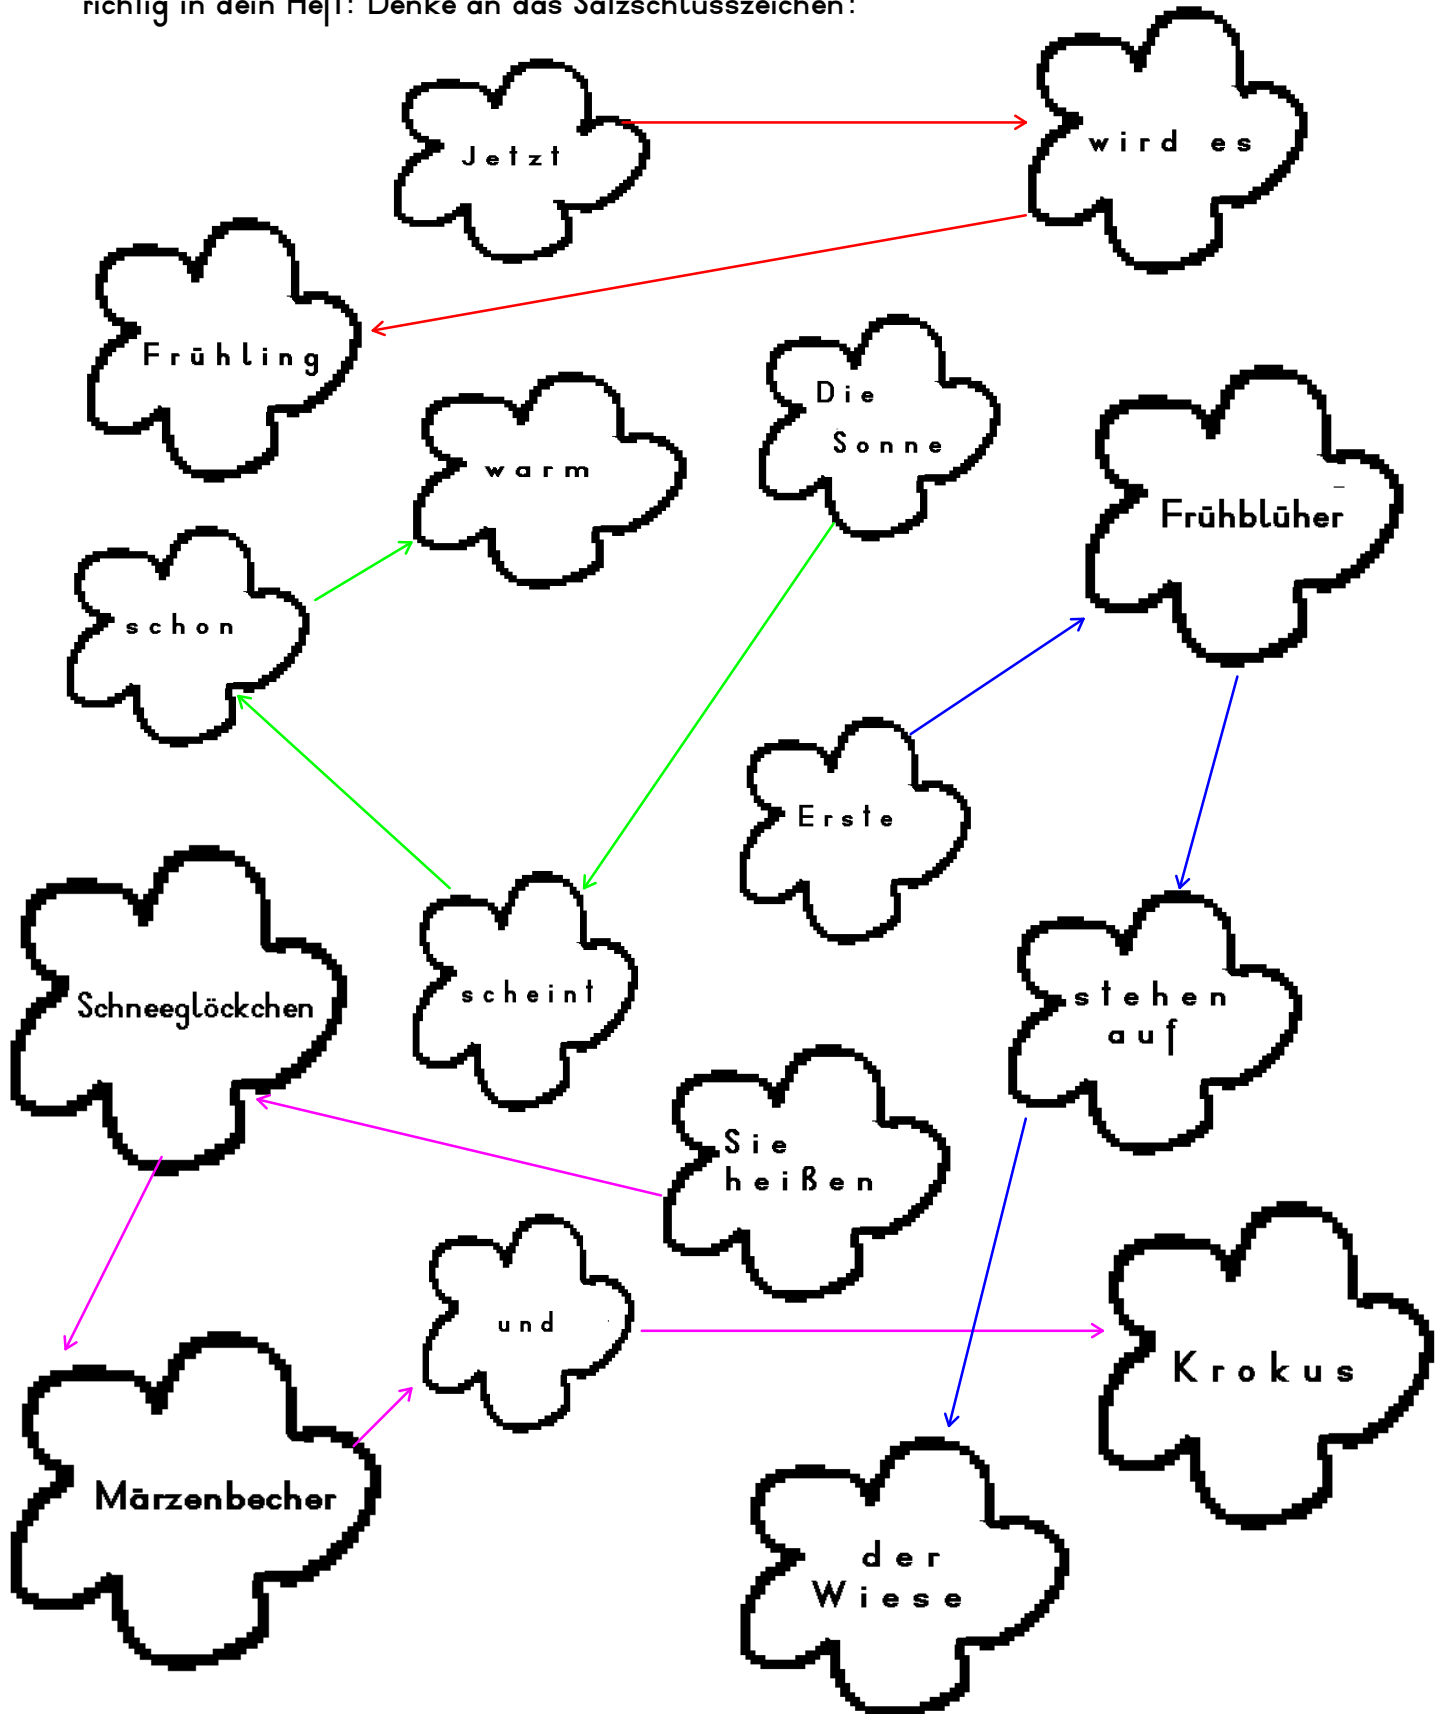 richtig in dein Heft! Denke an das Satzschlusszeichen!
Jetzt
wird es
Frühling
Die
Sonne
warm
Frühblüher
schon
Erste
Schneeglöckchen
scheint
stehen
auf
Sie
heißen
und
Krokus
Märzenbecher
der
Wiese